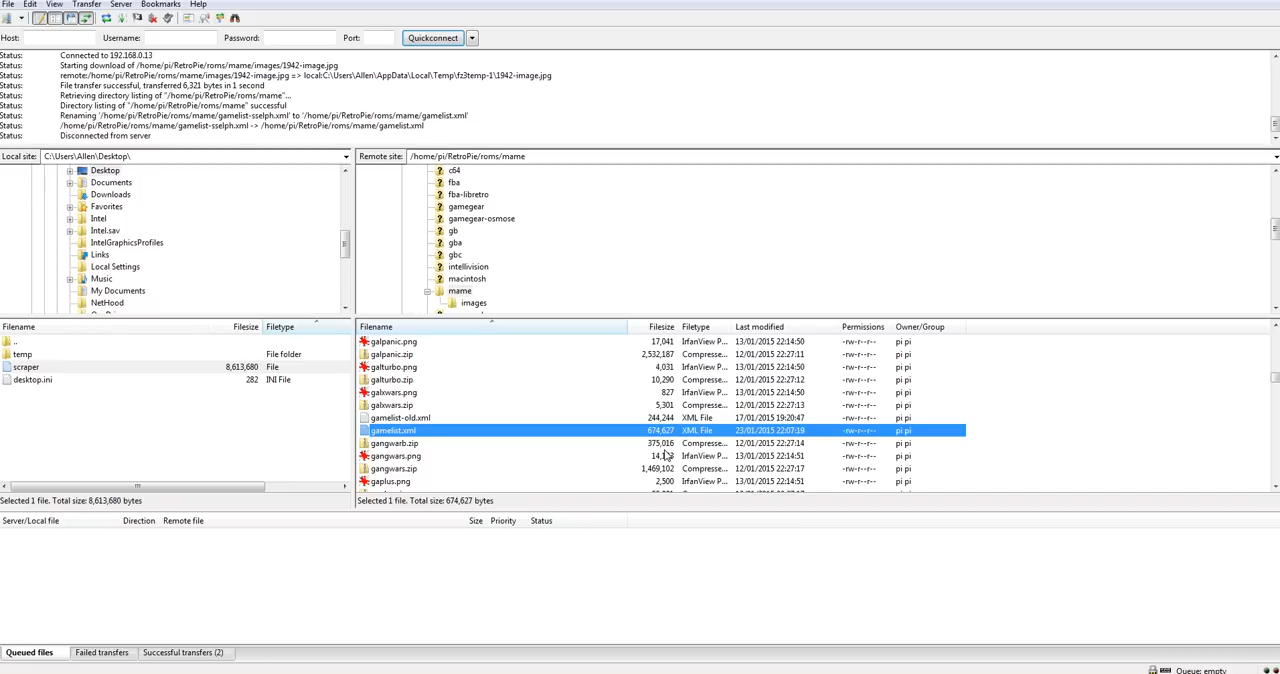 File Edit View Transfer Server Bookmarks Help
Host: Username: Password: Port: Quickconnect
Status: Connected to 192.168.0.13
Status: Starting download of /home/pi/RetroPie/roms/mame/images/1942-image.jpg
Status: remote:/home/pi/RetroPie/roms/mame/images/1942-image.jpg => local:C:\Users\Allen\AppData\Local\Temp\fz3temp-1\1942-image.jpg
Status: File transfer successful, transferred 6,321 bytes in 1 second
Status: Retrieving directory listing of "/home/pi/RetroPie/roms/mame"...
Status: Directory listing of "/home/pi/RetroPie/roms/mame" successful
Status: Renaming '/home/pi/RetroPie/roms/mame/gamelist-sselph.xml' to '/home/pi/RetroPie/roms/mame/gamelist.xml'
Status: /home/pi/RetroPie/roms/mame/gamelist-sselph.xml -> /home/pi/RetroPie/roms/mame/gamelist.xml
Status: Disconnected from server
Local site: C:\Users\Allen\Desktop\
Desktop
Documents
Downloads
Favorites
Intel
Intel.sav
IntelGraphicsProfiles
Links
Local Settings
Music
My Documents
NetHood
Remote site: /home/pi/RetroPie/roms/mame
c64
fba
fba-libretro
gamegear
gamegear-osmose
gb
gba
gbc
intellivision
macintosh
mame
images
Filename Filesize Filetype
..
temp File folder
scraper 8,613,680 File
desktop.ini 282 INI File
Selected 1 file. Total size: 8,613,680 bytes
Filename Filesize Filetype Last modified Permissions Owner/Group
galpanic.png 17,041 IrfanView P... 13/01/2015 22:14:50 -rw-r--r-- pi pi
galpanic.zip 2,532,187 Compresse... 12/01/2015 22:27:11 -rw-r--r-- pi pi
galturbo.png 4,031 IrfanView P... 13/01/2015 22:14:50 -rw-r--r-- pi pi
galturbo.zip 10,290 Compresse... 12/01/2015 22:27:12 -rw-r--r-- pi pi
galxwars.png 827 IrfanView P... 13/01/2015 22:14:50 -rw-r--r-- pi pi
galxwars.zip 5,301 Compresse... 12/01/2015 22:27:13 -rw-r--r-- pi pi
gamelist-old.xml 244,244 XML File 17/01/2015 19:20:47 -rw-r--r-- pi pi
gamelist.xml 674,627 XML File 23/01/2015 22:07:19 -rw-r--r-- pi pi
gangwarb.zip 375,016 Compresse... 12/01/2015 22:27:14 -rw-r--r-- pi pi
gangwars.png IrfanView P... 13/01/2015 22:14:51 -rw-r--r-- pi pi
gangwars.zip 1,469,102 Compresse... 12/01/2015 22:27:17 -rw-r--r-- pi pi
gaplus.png 2,500 IrfanView P... 13/01/2015 22:14:51 -rw-r--r-- pi pi
Selected 1 file. Total size: 674,627 bytes
Server/Local file Direction Remote file Size Priority Status
Queued files Failed transfers Successful transfers (2)
Queue: empty